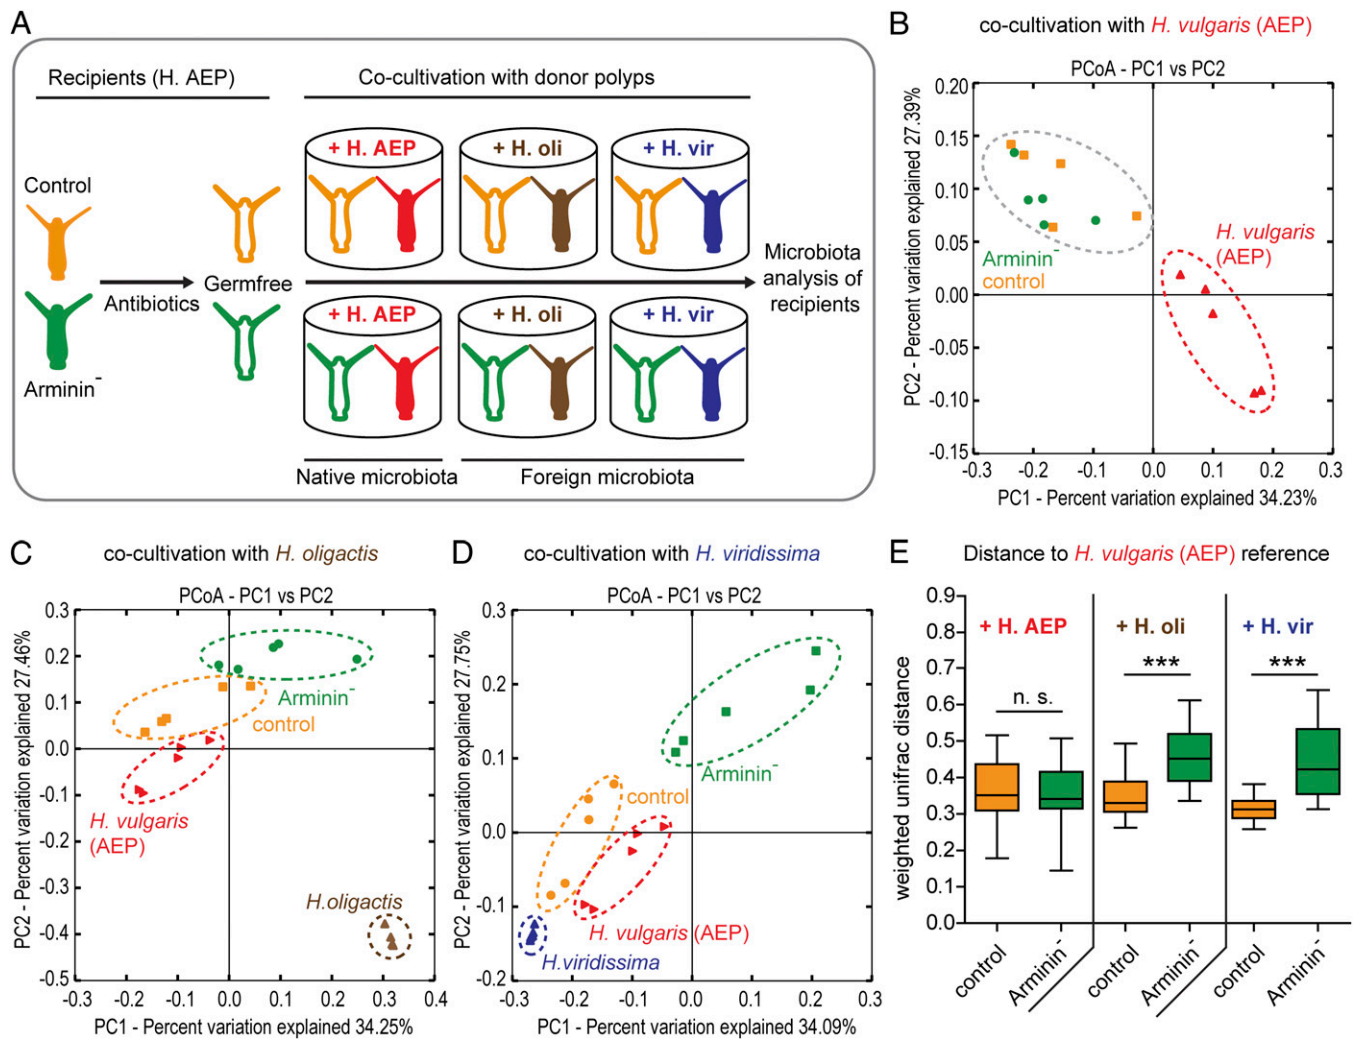 A
Recipients (H. AEP)
Co-cultivation with donor polyps
+ H. AEP
+ H. oli
+ H. vir
Control
Antibiotics
Germfree
Arminin⁻
+ H. AEP
+ H. oli
+ H. vir
Microbiota
analysis of
recipients
Native microbiota
Foreign microbiota
B
co-cultivation with H. vulgaris (AEP)
PCoA - PC1 vs PC2
PC2 - Percent variation explained 27.39%
0.20
0.15
0.10
0.05
0.00
-0.05
-0.10
-0.15
Arminin⁻
control
H. vulgaris
(AEP)
-0.3
-0.2
-0.1
0.0
0.1
0.2
0.3
PC1 - Percent variation explained 34.23%
C
co-cultivation with H. oligactis
PCoA - PC1 vs PC2
PC2 - Percent variation explained 27.46%
0.3
0.2
0.1
0.0
-0.1
-0.2
-0.3
-0.4
-0.5
Arminin⁻
control
H. vulgaris
(AEP)
H.oligactis
-0.3
-0.2
-0.1
0.0
0.1
0.2
0.3
0.4
PC1 - Percent variation explained 34.25%
D
co-cultivation with H. viridissima
PCoA - PC1 vs PC2
PC2 - Percent variation explained 27.75%
0.3
0.2
0.1
0.0
-0.1
-0.2
Arminin⁻
control
H. vulgaris (AEP)
H.viridissima
-0.3
-0.2
-0.1
0.0
0.1
0.2
0.3
PC1 - Percent variation explained 34.09%
E
Distance to H. vulgaris (AEP) reference
weighted unifrac distance
0.9
0.8
0.7
0.6
0.5
0.4
0.3
0.2
0.1
0.0
+ H. AEP
+ H. oli
+ H. vir
n. s.
***
***
control
Arminin⁻
control
Arminin⁻
control
Arminin⁻